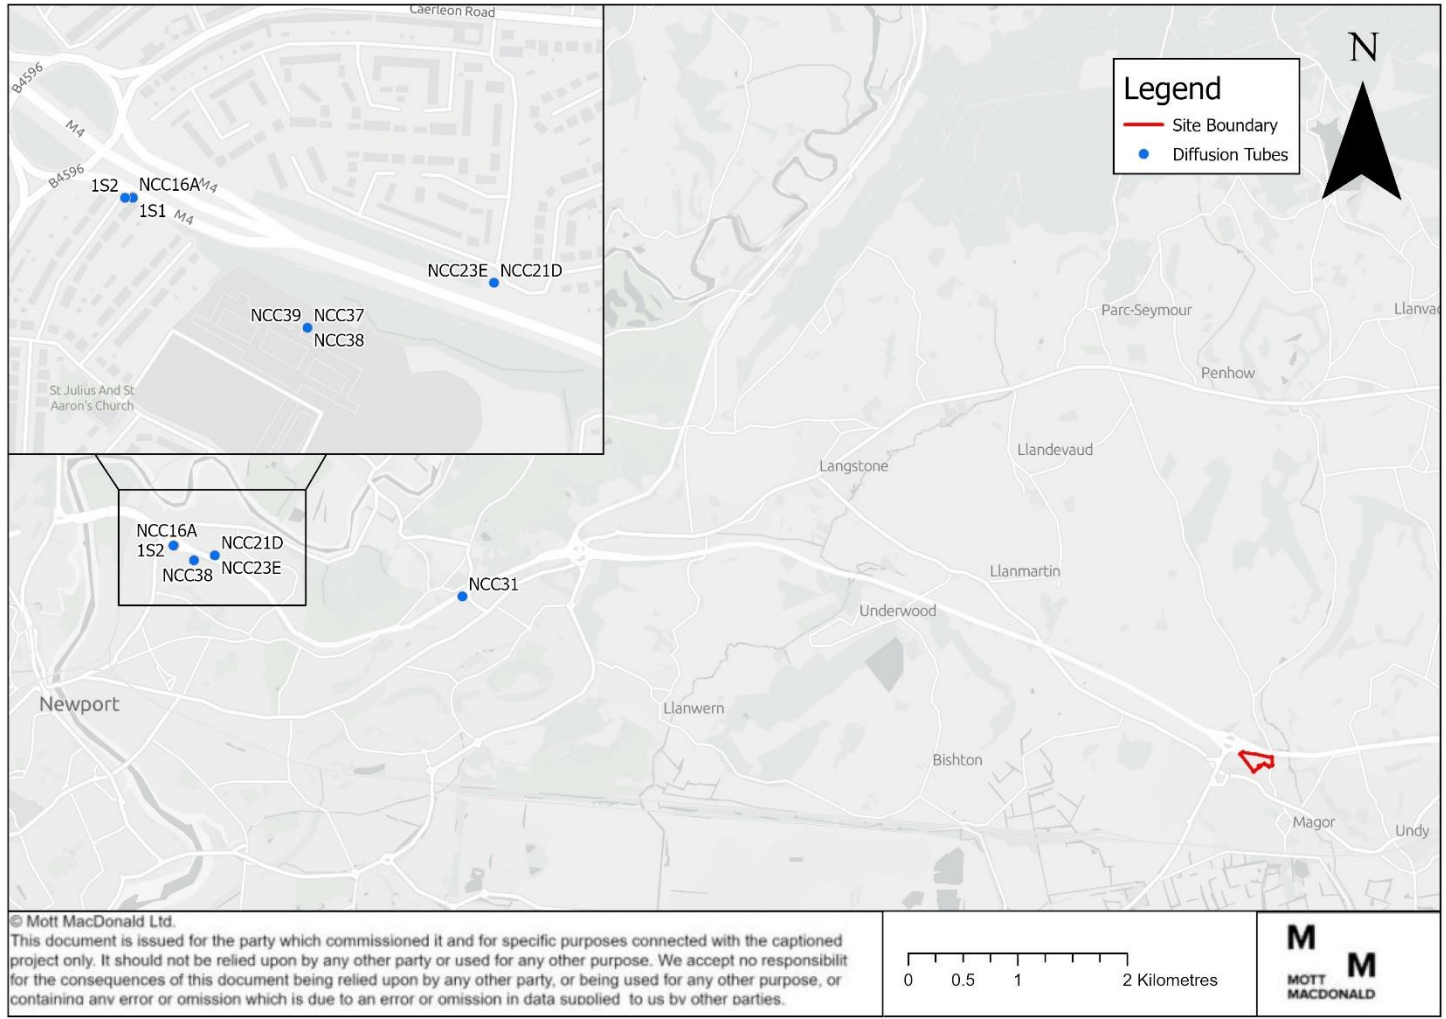 Caerleon Road
B4596
M4
B4596
M4
M4
1S2
NCC16A
1S1
NCC23E
NCC21D
NCC39
NCC37
NCC38
St Julius And St
Aaron's Church
N
Legend
Site Boundary
Diffusion Tubes
Parc-Seymour
Llanvac
Penhow
Llandevaud
Langstone
NCC16A
1S2
NCC38
NCC21D
NCC23E
NCC31
Llanmartin
Underwood
Newport
Llanwern
Bishton
Magor
Undy
© Mott MacDonald Ltd.
This document is issued for the party which commissioned it and for specific purposes connected with the captioned
project only. It should not be relied upon by any other party or used for any other purpose. We accept no responsibilit
for the consequences of this document being relied upon by any other party, or being used for any other purpose, or
containing any error or omission which is due to an error or omission in data supplied to us by other parties.
0 0.5 1 2 Kilometres
M
M
MOTT
MACDONALD